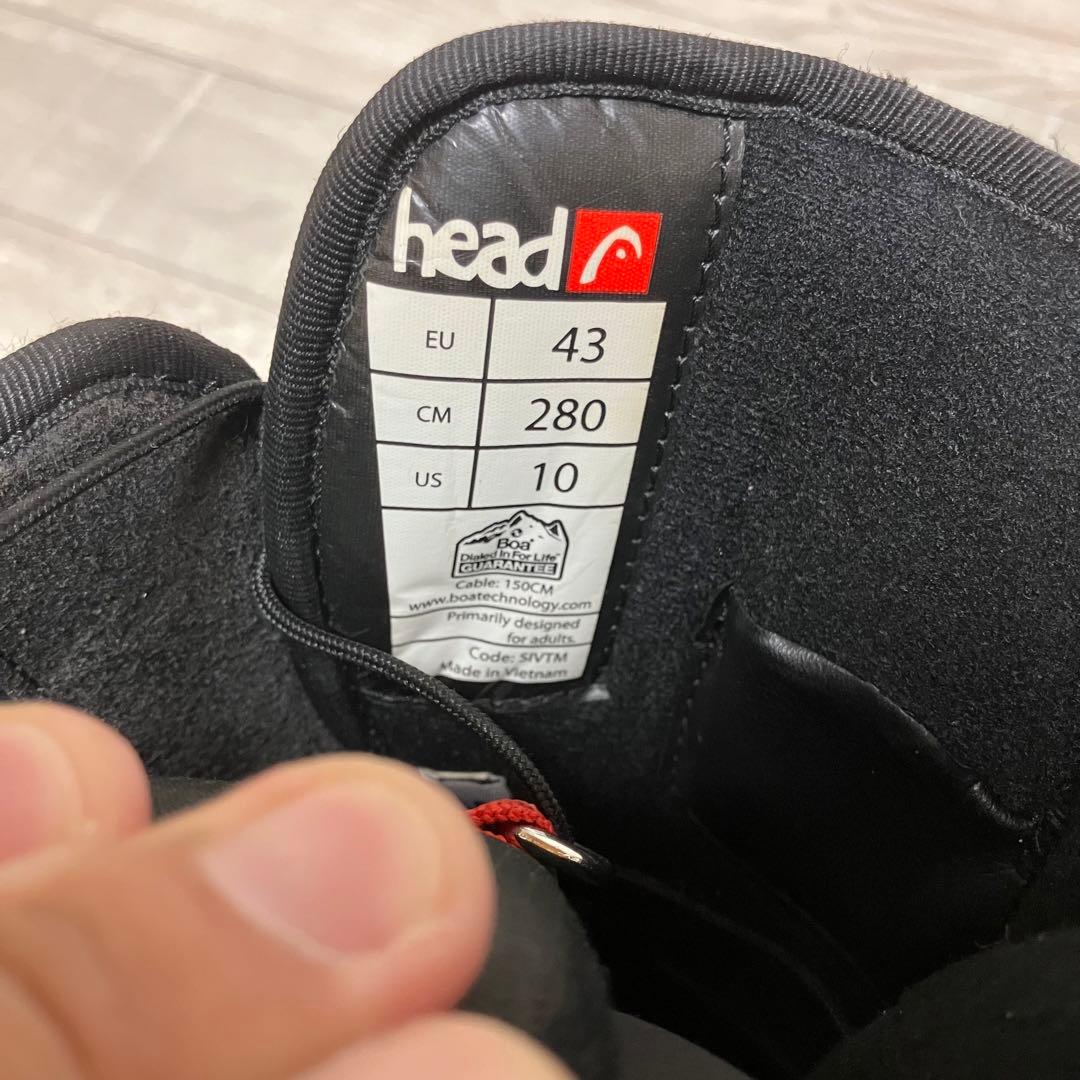 head
EU 43
CM 280
US 10
Boa®
Dialed In For Life™
GUARANTEE
Cable: 150CM
www.boatechnology.com
Primarily designed
for adults.
Code: SIVTM
Made in Vietnam